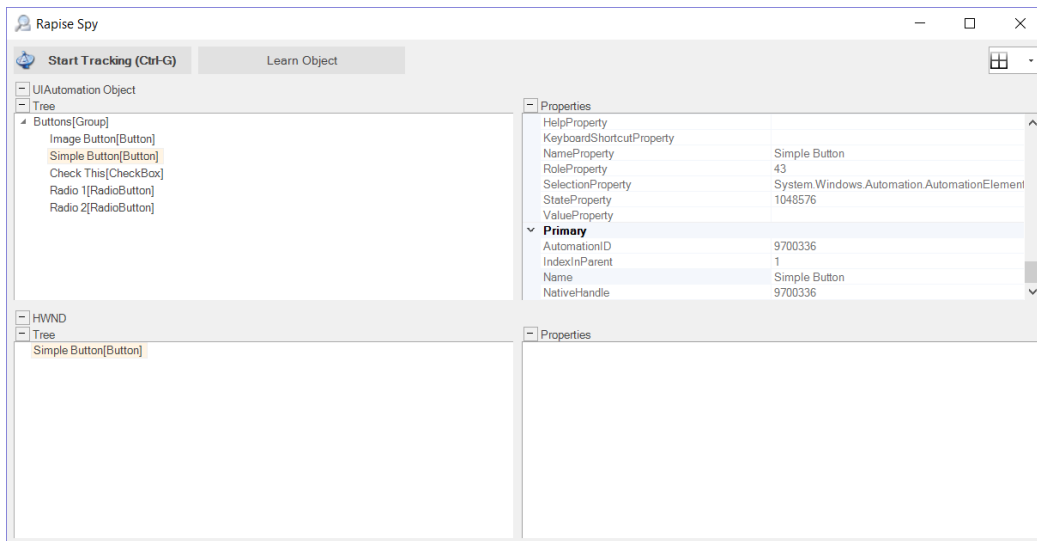 Rapise Spy
Start Tracking (Ctrl-G)
Learn Object
UIAutomation Object
Tree
Buttons[Group]
Image Button[Button]
Simple Button[Button]
Check This[CheckBox]
Radio 1[RadioButton]
Radio 2[RadioButton]
Properties
HelpProperty
KeyboardShortcutProperty
NameProperty Simple Button
RoleProperty 43
SelectionProperty System.Windows.Automation.AutomationElement
StateProperty 1048576
ValueProperty
Primary
AutomationID 9700336
IndexInParent 1
Name Simple Button
NativeHandle 9700336
HWND
Tree
Simple Button[Button]
Properties